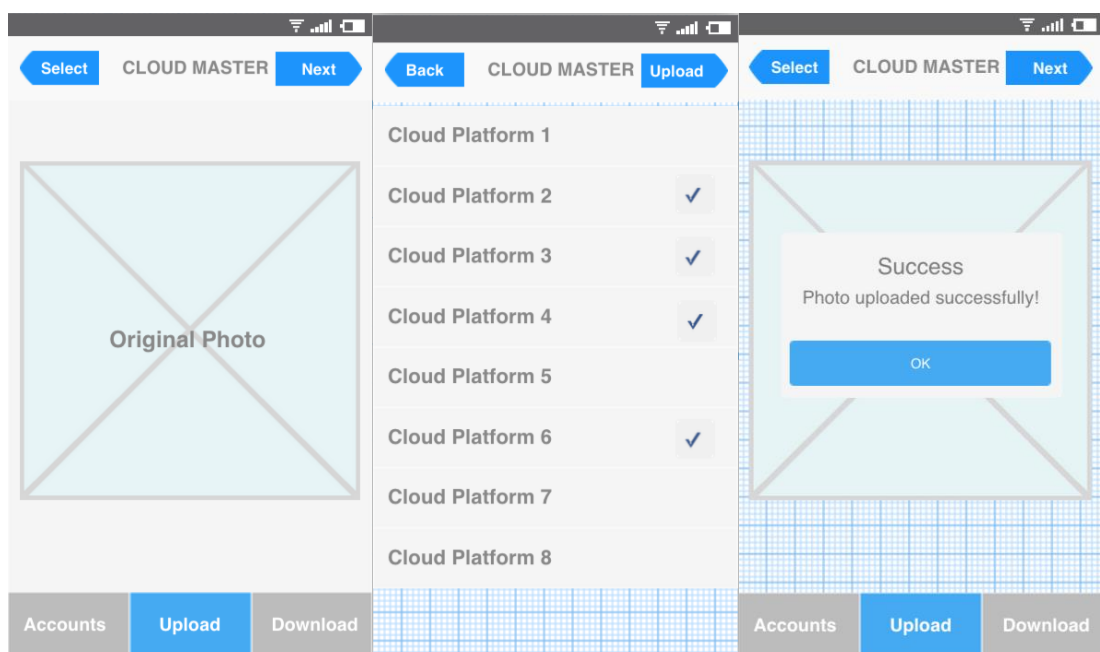 Select CLOUD MASTER Next
Original Photo
Accounts Upload Download
Back CLOUD MASTER Upload
Cloud Platform 1
Cloud Platform 2
Cloud Platform 3
Cloud Platform 4
Cloud Platform 5
Cloud Platform 6
Cloud Platform 7
Cloud Platform 8
Select CLOUD MASTER Next
Success
Photo uploaded successfully!
OK
Accounts Upload Download